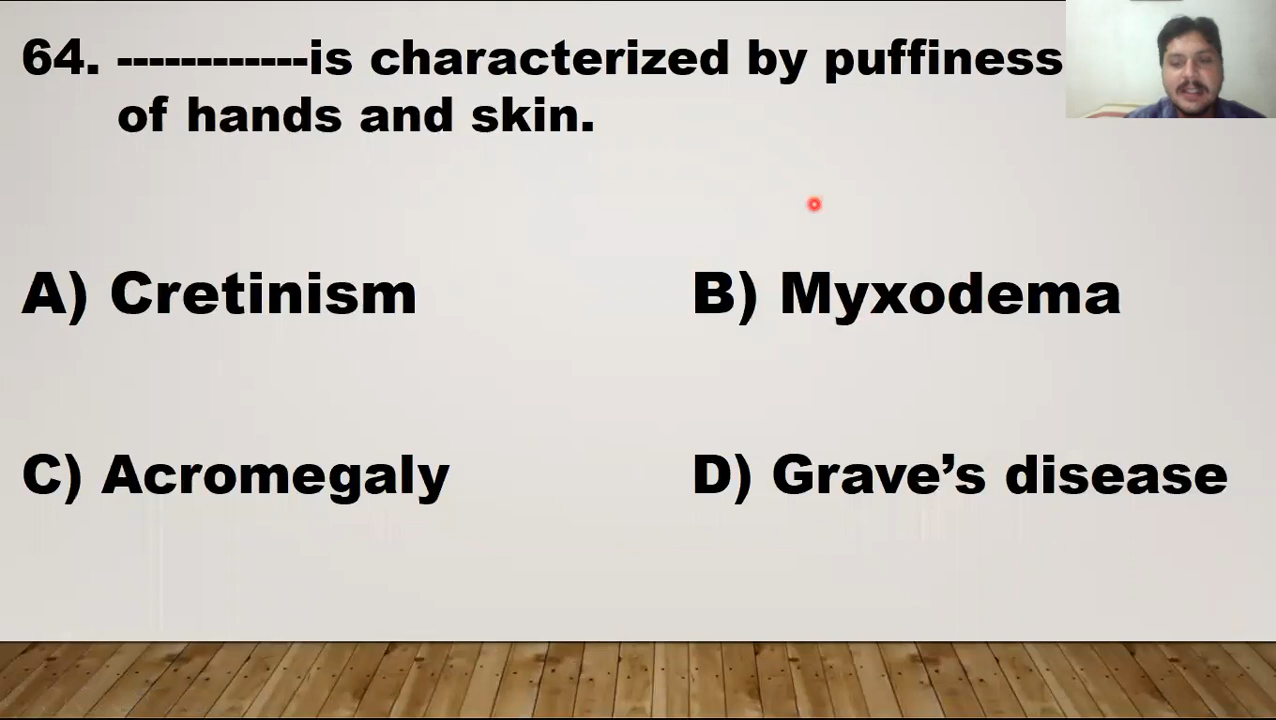 64. ------------is characterized by puffiness
of hands and skin.
A) Cretinism
B) Myxodema
C) Acromegaly
D) Grave’s disease